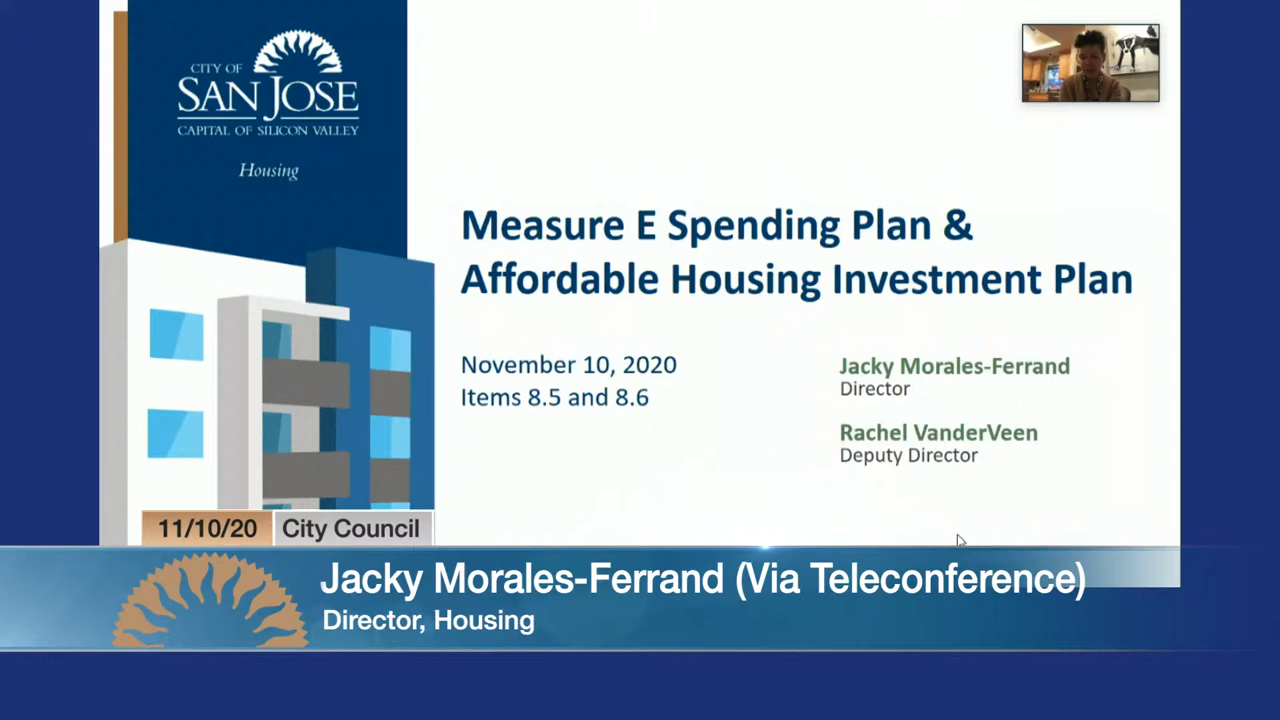 CITY OF
SAN JOSE
CAPITAL OF SILICON VALLEY
Housing
Measure E Spending Plan &
Affordable Housing Investment Plan
November 10, 2020
Items 8.5 and 8.6
Jacky Morales-Ferrand
Director
Rachel VanderVeen
Deputy Director
11/10/20
City Council
Jacky Morales-Ferrand (Via Teleconference)
Director, Housing